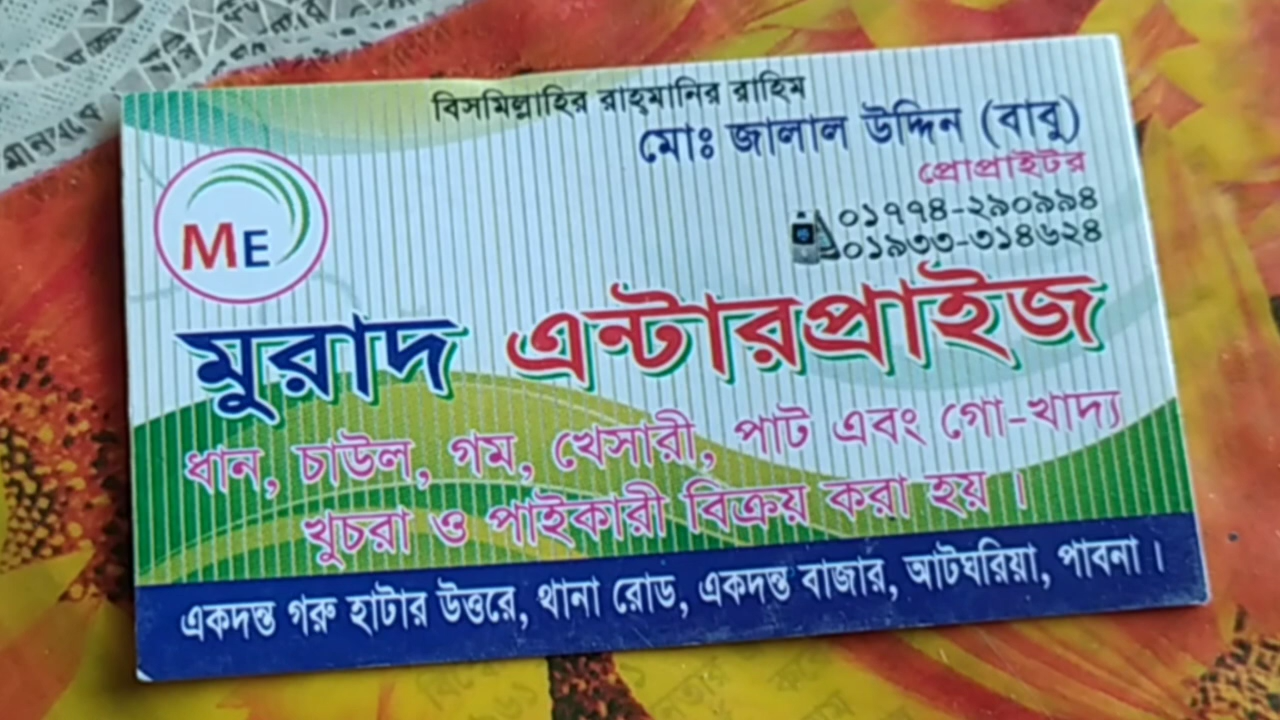 বিসমিল্লাহির রাহ্‌মানির রাহিম
মোঃ জালাল উদ্দিন (বাবু)
প্রোপ্রাইটর
০১৭৭৪-২৯০৯৯৪
০১৯৩৩-৩১৪৬২৪
ME
মুরাদ এন্টারপ্রাইজ
ধান, চাউল, গম, খেসারী, পাট এবং গো-খাদ্য
খুচরা ও পাইকারী বিক্রয় করা হয় ।
একদন্ত গরু হাটার উত্তরে, থানা রোড, একদন্ত বাজার, আটঘরিয়া, পাবনা ।